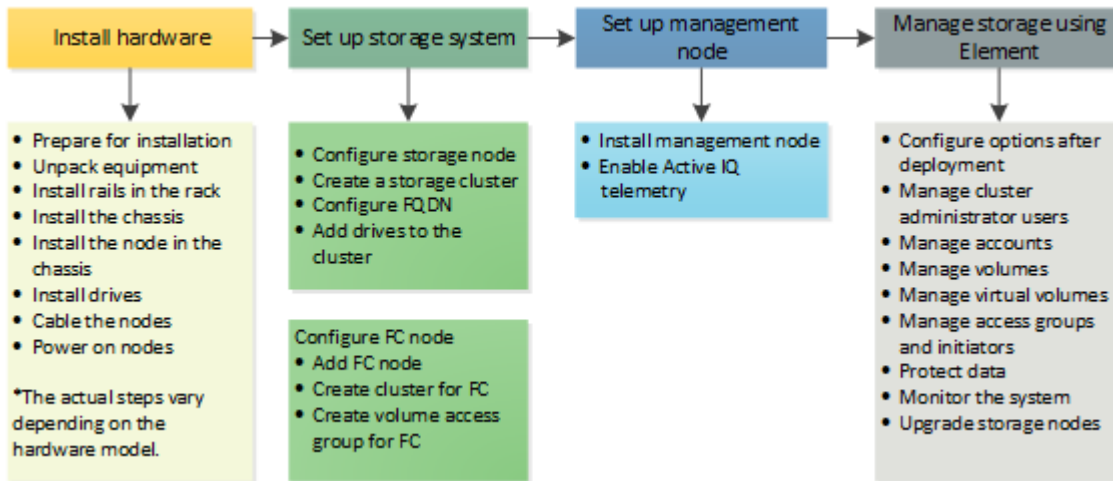 Install hardware
Set up storage system
Set up management
node
Manage storage using
Element
• Prepare for installation
• Unpack equipment
• Install rails in the rack
• Install the chassis
• Install the node in the
chassis
• Install drives
• Cable the nodes
• Power on nodes
*The actual steps vary
depending on the
hardware model.
• Configure storage node
• Create a storage cluster
• Configure FQDN
• Add drives to the
cluster
Configure FC node
• Add FC node
• Create cluster for FC
• Create volume access
group for FC
• Install management node
• Enable Active IQ
telemetry
• Configure options after
deployment
• Manage cluster
administrator users
• Manage accounts
• Manage volumes
• Manage virtual volumes
• Manage access groups
and initiators
• Protect data
• Monitor the system
• Upgrade storage nodes